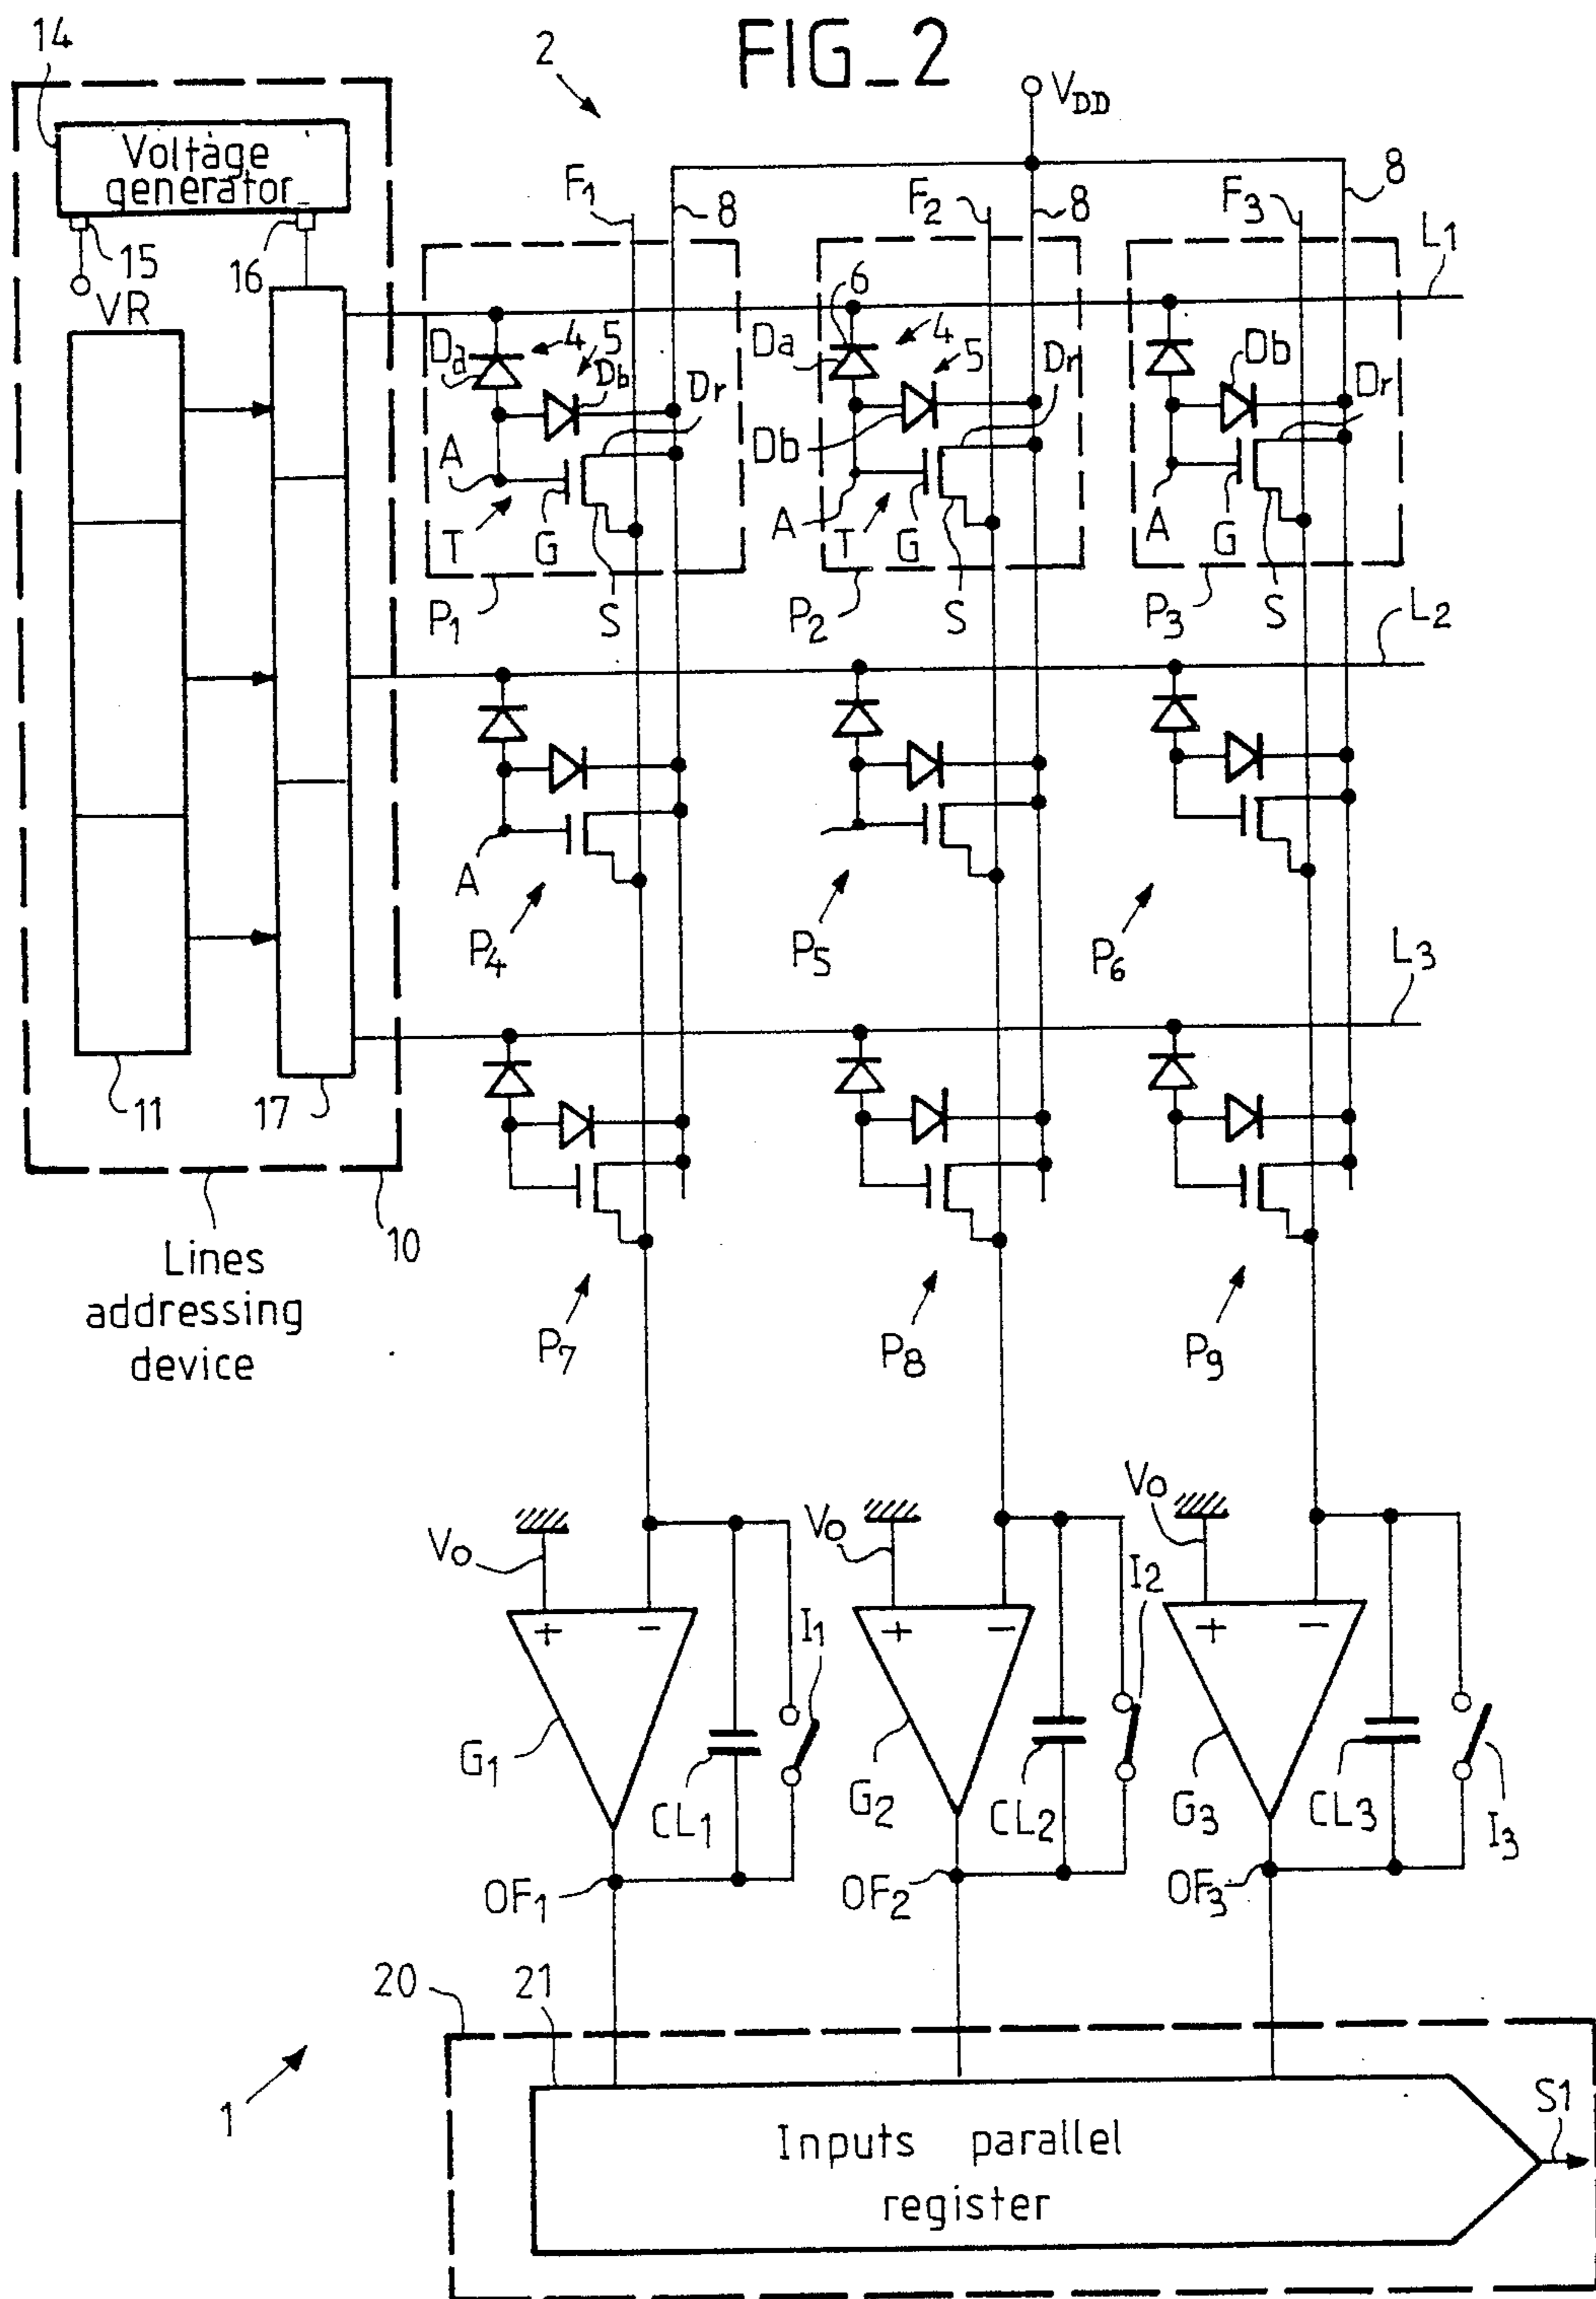 FIG_2
14
2
VDD
Voltage
generator
F1
8
F2
8
F3
8
15
16
VR
L1
Da
4
5
Db
Dr
A
T
G
S
P1
6
Da
4
5
Dr
Db
A
T
G
S
P2
Db
Dr
A
G
S
P3
L2
A
P4
P5
P6
L3
11
17
10
Lines
addressing
device
P7
P8
P9
Vo
Vo
Vo
+ −
+ −
+ −
I1
I2
I3
G1
CL1
G2
CL2
G3
CL3
OF1
OF2
OF3
20
21
1
Inputs parallel
register
S1